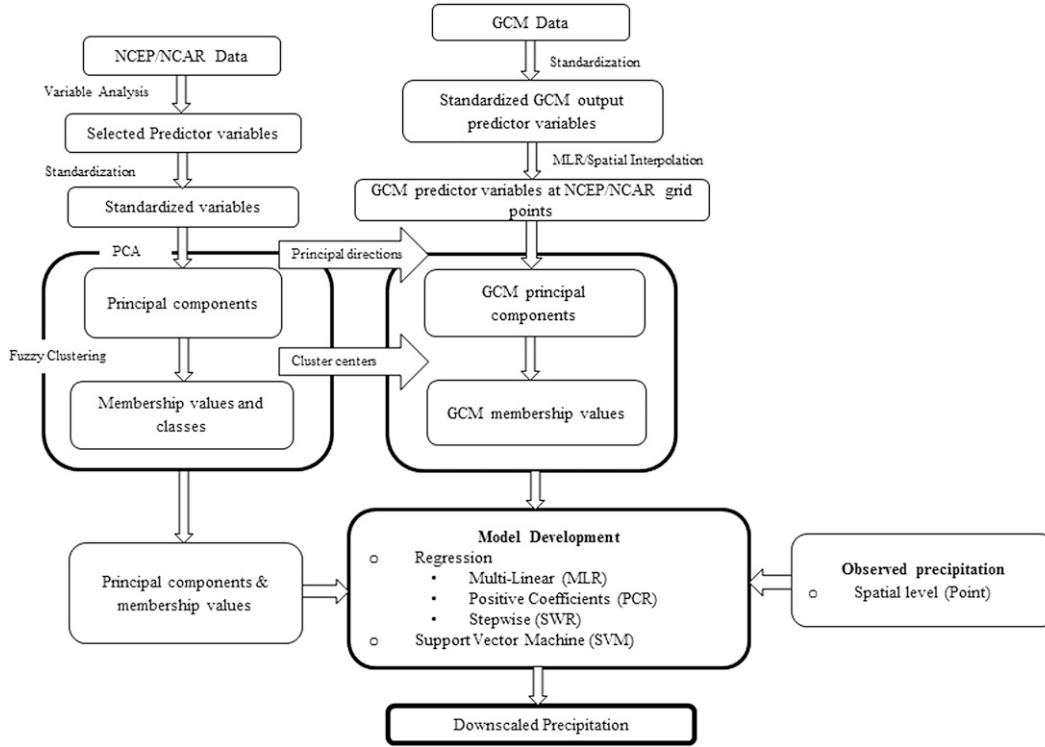 GCM Data
NCEP/NCAR Data
Standardization
Variable Analysis
Standardized GCM output
predictor variables
Selected Predictor variables
MLR/Spatial Interpolation
Standardization
GCM predictor variables at NCEP/NCAR grid
points
Standardized variables
PCA
Principal directions
Principal components
GCM principal
components
Fuzzy Clustering
Cluster centers
Membership values and
classes
GCM membership values
Model Development
o Regression
• Multi-Linear (MLR)
• Positive Coefficients (PCR)
• Stepwise (SWR)
o Support Vector Machine (SVM)
Principal components &
membership values
Observed precipitation
o Spatial level (Point)
Downscaled Precipitation